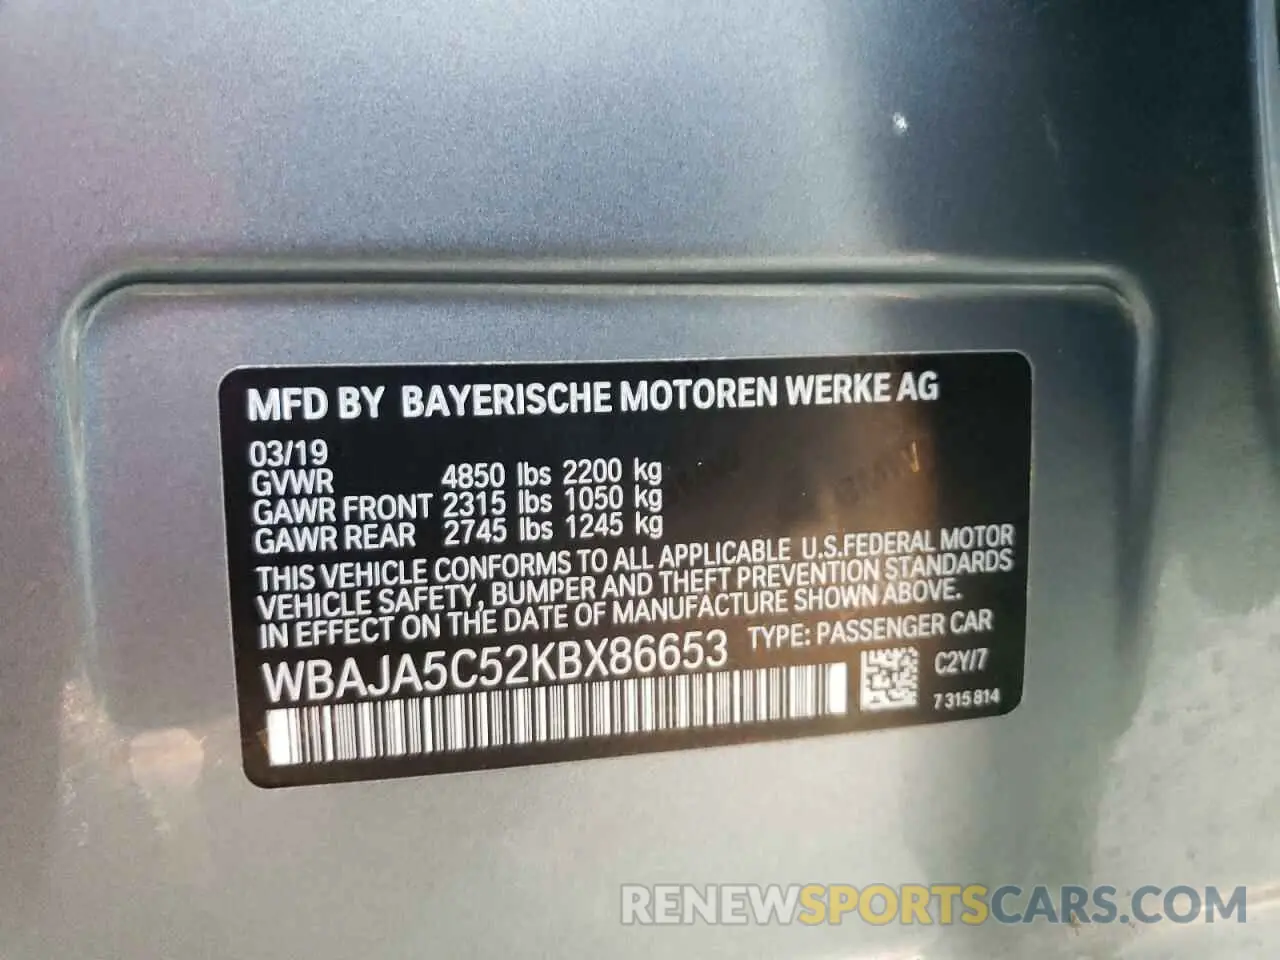 MFD BY BAYERISCHE MOTOREN WERKE AG
03/19
GVWR 4850 lbs 2200 kg
GAWR FRONT 2315 lbs 1050 kg
GAWR REAR 2745 lbs 1245 kg
THIS VEHICLE CONFORMS TO ALL APPLICABLE U.S.FEDERAL MOTOR
VEHICLE SAFETY, BUMPER AND THEFT PREVENTION STANDARDS
IN EFFECT ON THE DATE OF MANUFACTURE SHOWN ABOVE.
WBAJA5C52KBX86653 TYPE: PASSENGER CAR
C2Y/7
7 315 814
RENEWSPORTSCARS.COM